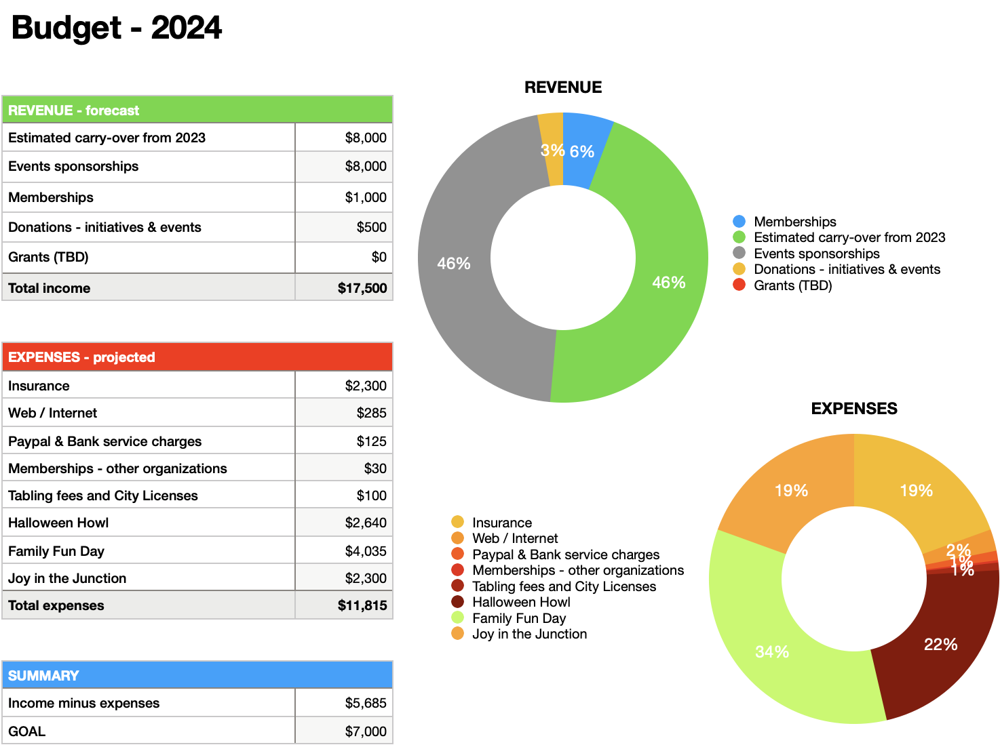 Budget - 2024
REVENUE - forecast
Estimated carry-over from 2023 $8,000
Events sponsorships $8,000
Memberships $1,000
Donations - initiatives & events $500
Grants (TBD) $0
Total income $17,500
EXPENSES - projected
Insurance $2,300
Web / Internet $285
Paypal & Bank service charges $125
Memberships - other organizations $30
Tabling fees and City Licenses $100
Halloween Howl $2,640
Family Fun Day $4,035
Joy in the Junction $2,300
Total expenses $11,815
SUMMARY
Income minus expenses $5,685
GOAL $7,000
REVENUE
3% 6%
46%
46%
Memberships
Estimated carry-over from 2023
Events sponsorships
Donations - initiatives & events
Grants (TBD)
EXPENSES
19% 19%
2%
1%
1%
22%
34%
Insurance
Web / Internet
Paypal & Bank service charges
Memberships - other organizations
Tabling fees and City Licenses
Halloween Howl
Family Fun Day
Joy in the Junction